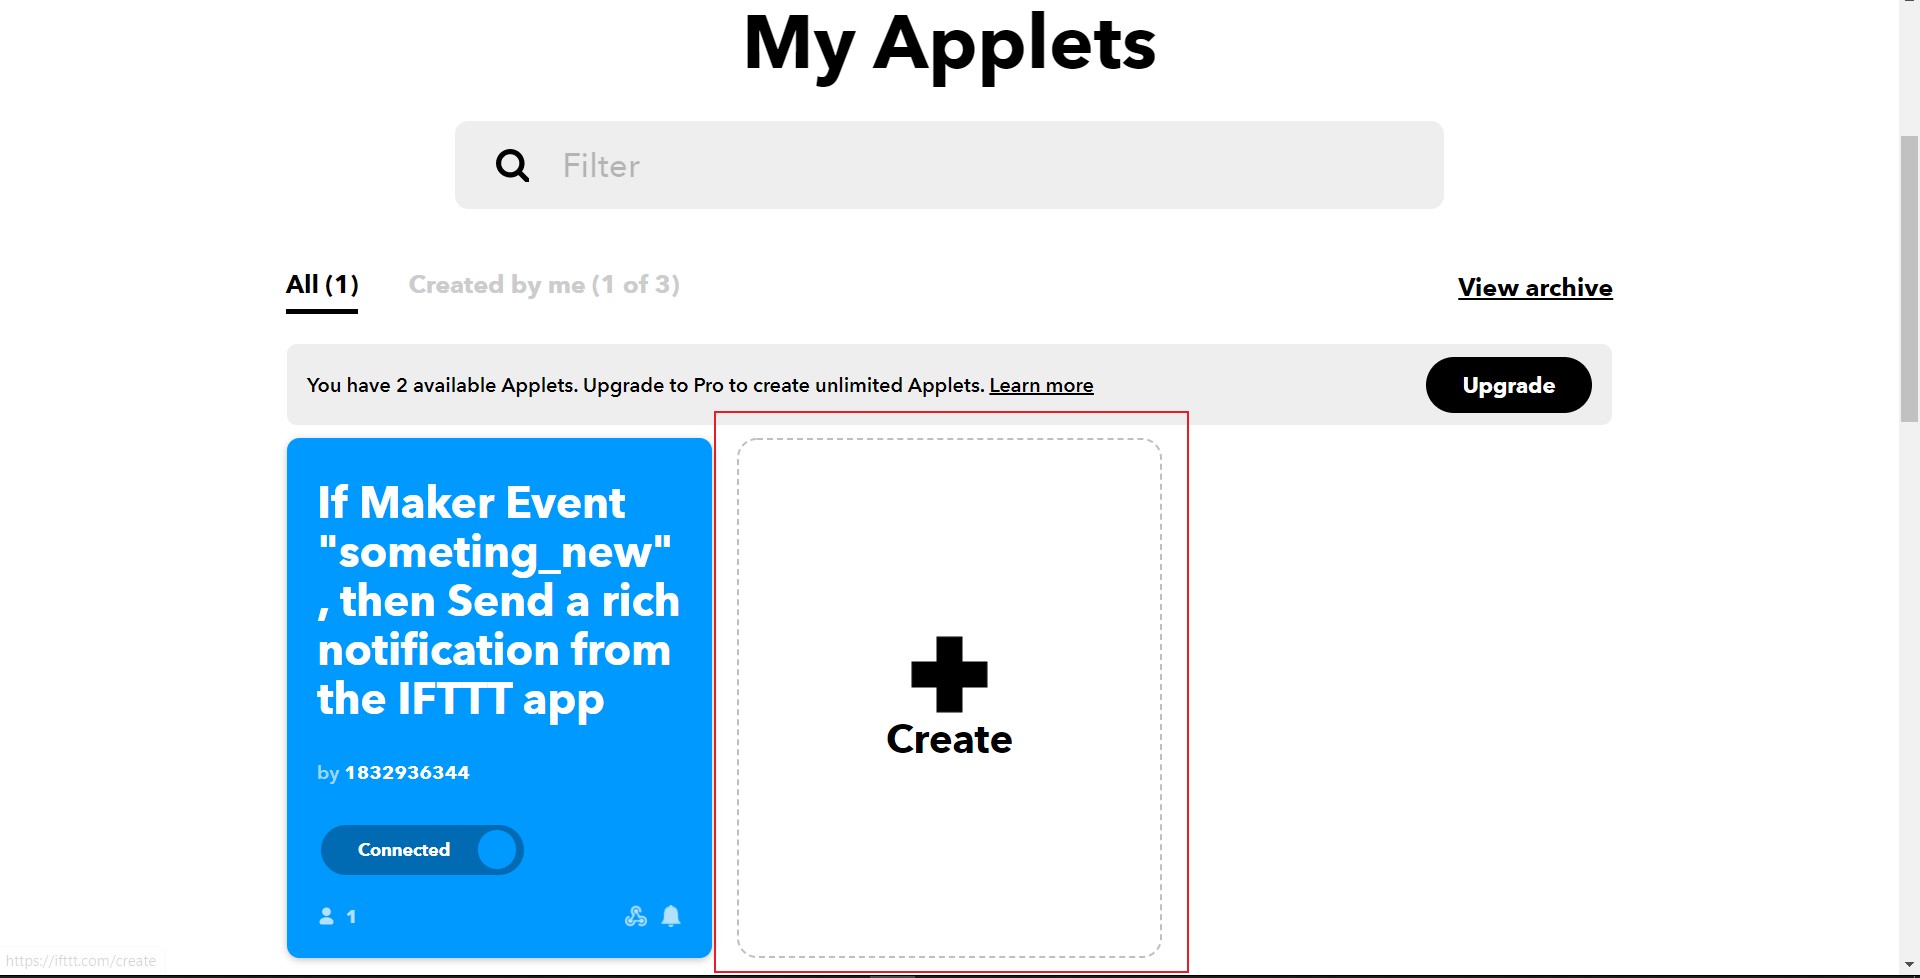 My Applets
Filter
All (1)
Created by me (1 of 3)
View archive
You have 2 available Applets. Upgrade to Pro to create unlimited Applets. Learn more
Upgrade
If Maker Event
"someting_new"
, then Send a rich
notification from
the IFTTT app
by 1832936344
Connected
1
Create
https://ifttt.com/create